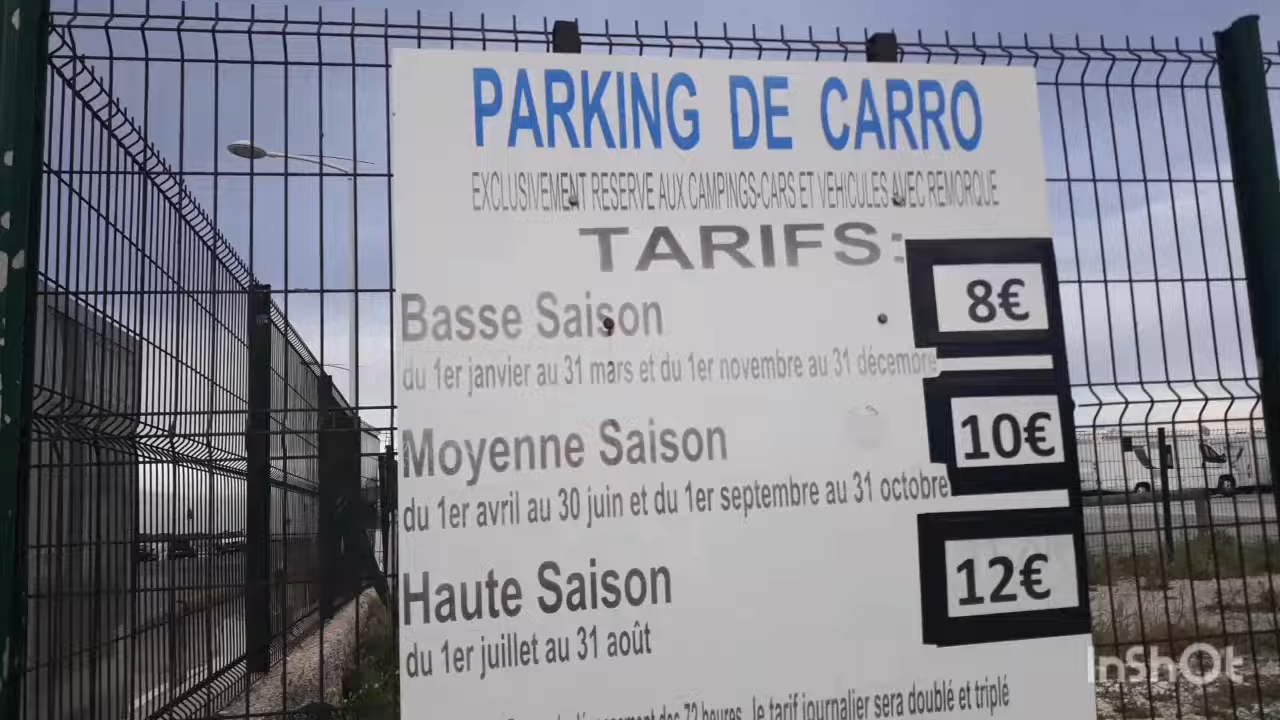 PARKING DE CARRO
EXCLUSIVEMENT RESERVE AUX CAMPINGS-CARS ET VEHICULES AVEC REMORQUE
TARIFS:
Basse Saison
8€
du 1er janvier au 31 mars et du 1er novembre au 31 décembre
Moyenne Saison
10€
du 1er avril au 30 juin et du 1er septembre au 31 octobre
Haute Saison
12€
du 1er juillet au 31 août
des 72 heures, le tarif journalier sera doublé et triplé
InShOt